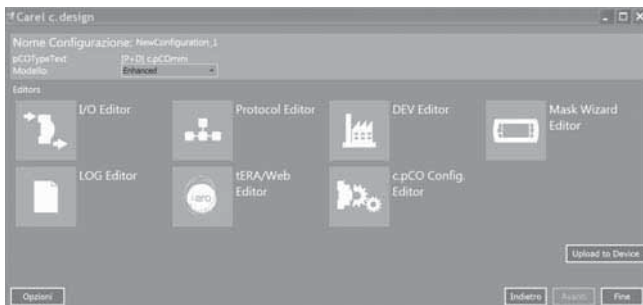 Carel c.design
Nome Configurazione: NewConfiguration_1
pCOTypeText [P+D] c.pCOmini
Modello Enhanced
Editors
I/O Editor
Protocol Editor
DEV Editor
Mask Wizard
Editor
LOG Editor
tERA/Web
Editor
c.pCO Config.
Editor
Upload to Device
Opzioni
Indietro
Avanti
Fine